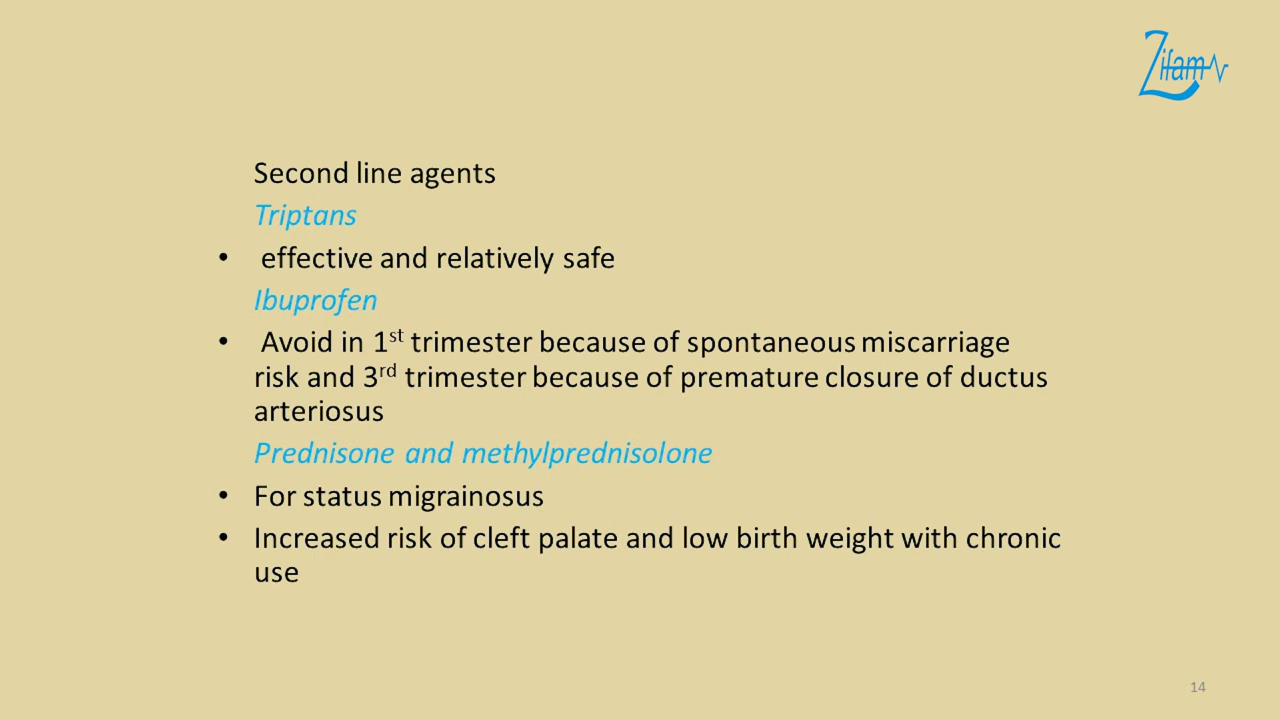 Zifam
Second line agents
Triptans
• effective and relatively safe
Ibuprofen
• Avoid in 1st trimester because of spontaneous miscarriage
risk and 3rd trimester because of premature closure of ductus
arteriosus
Prednisone and methylprednisolone
• For status migrainosus
• Increased risk of cleft palate and low birth weight with chronic
use
14